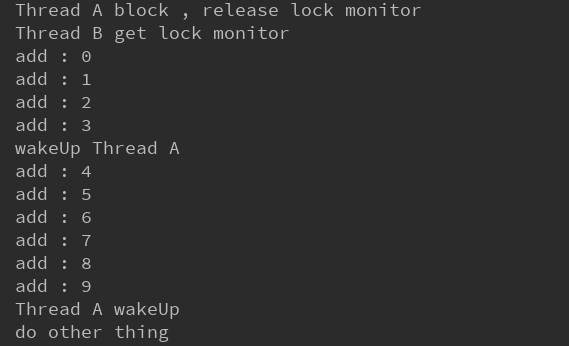 Thread A block , release lock monitor
Thread B get lock monitor
add : 0
add : 1
add : 2
add : 3
wakeUp Thread A
add : 4
add : 5
add : 6
add : 7
add : 8
add : 9
Thread A wakeUp
do other thing